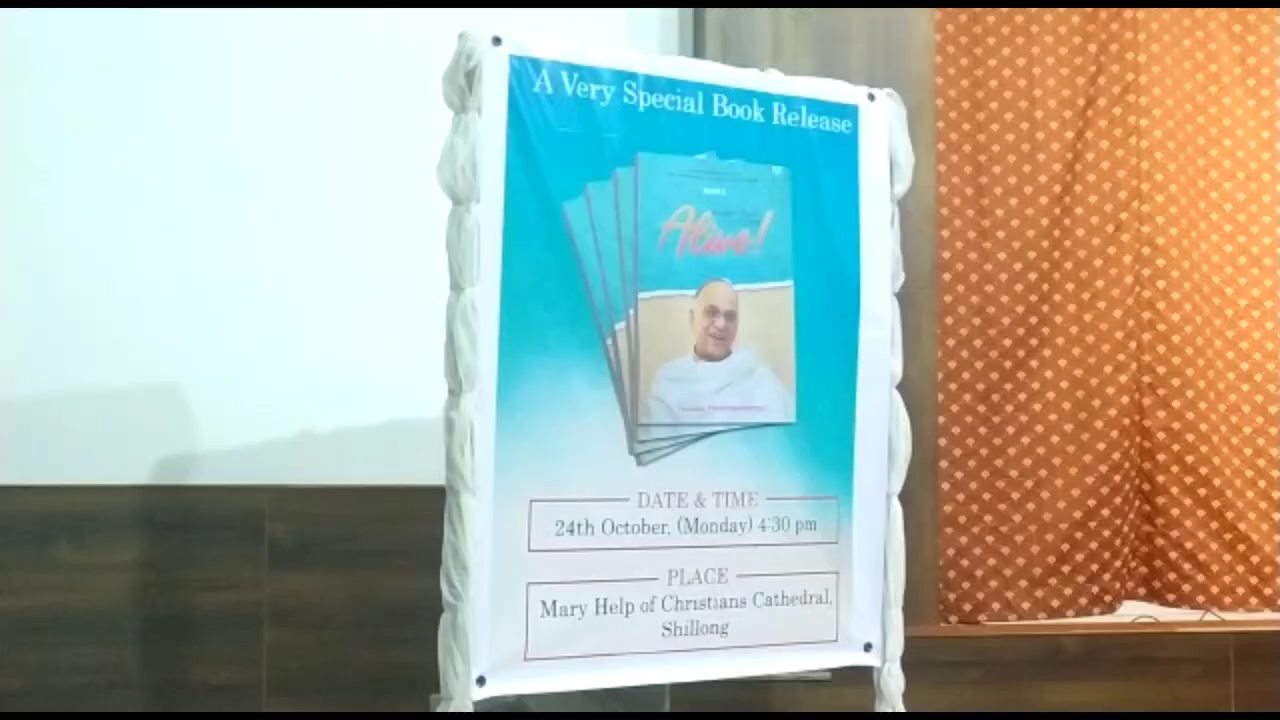 A Very Special Book Release
Alive!
DATE & TIME
24th October, (Monday) 4:30 pm
PLACE
Mary Help of Christians Cathedral,
Shillong